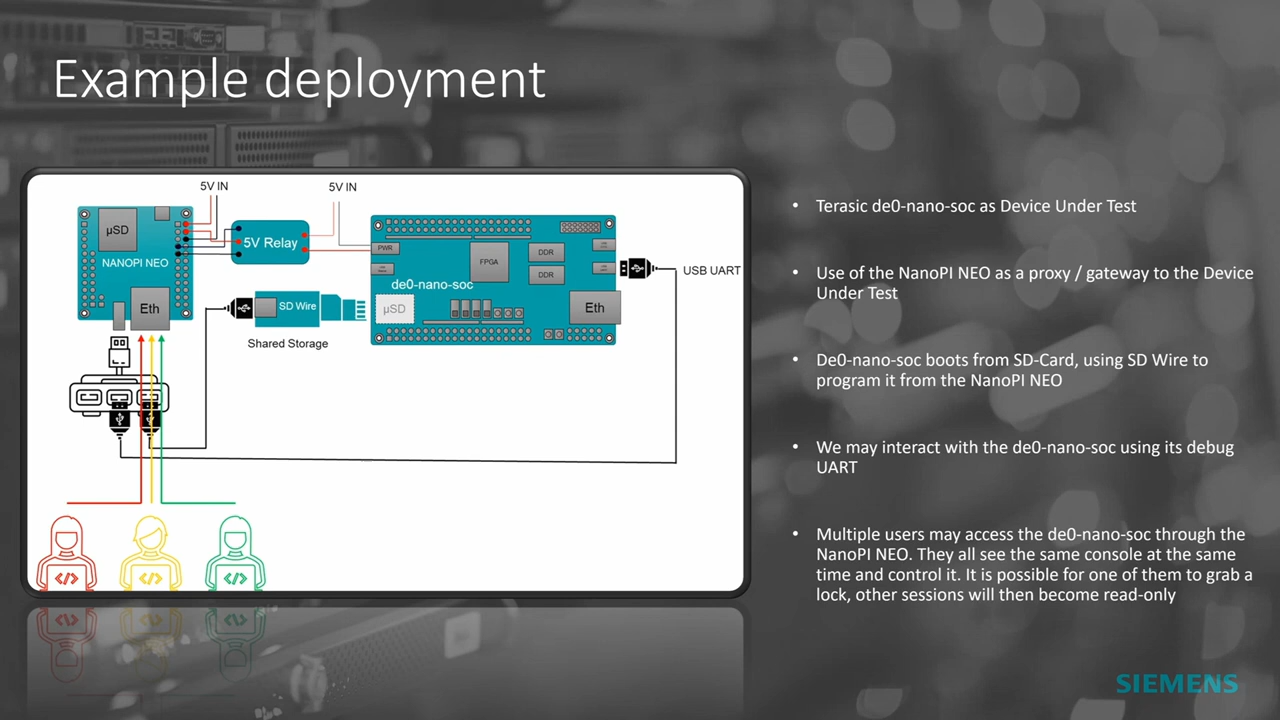 Example deployment
5V IN
5V IN
µSD
NANOPI NEO
Eth
5V Relay
PWR
FPGA
DDR
DDR
de0-nano-soc
µSD
Eth
USB UART
SD Wire
Shared Storage
</>
</>
</>
• Terasic de0-nano-soc as Device Under Test
• Use of the NanoPI NEO as a proxy / gateway to the Device
Under Test
• De0-nano-soc boots from SD-Card, using SD Wire to
program it from the NanoPI NEO
• We may interact with the de0-nano-soc using its debug
UART
• Multiple users may access the de0-nano-soc through the
NanoPI NEO. They all see the same console at the same
time and control it. It is possible for one of them to grab a
lock, other sessions will then become read-only
SIEMENS